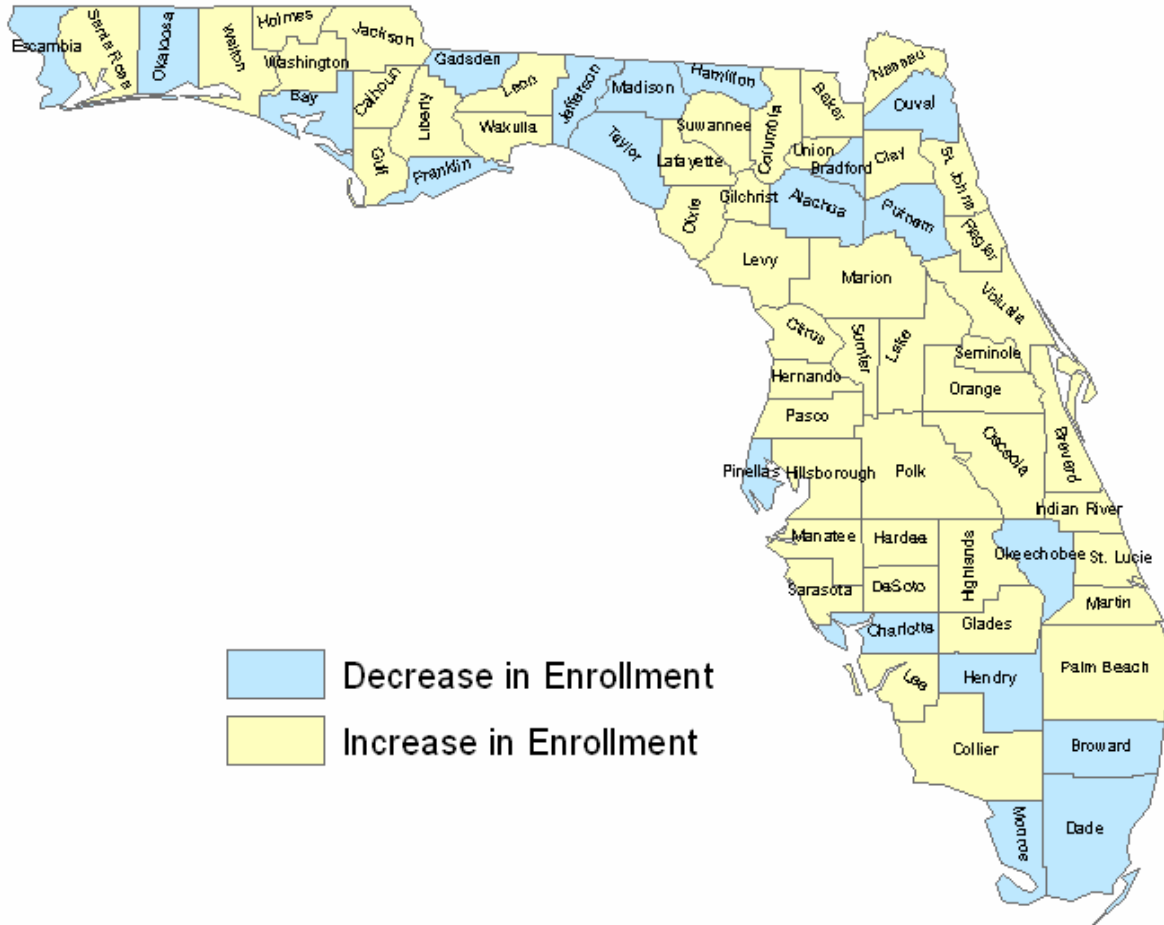 Escambia
Santa Rosa
Okaloosa
Walton
Holmes
Washington
Jackson
Bay
Calhoun
Gulf
Liberty
Gadsden
Leon
Wakulla
Franklin
Jefferson
Madison
Taylor
Hamilton
Suwannee
Lafayette
Dixie
Columbia
Gilchrist
Baker
Union
Bradford
Alachua
Nassau
Duval
Clay
St. Johns
Putnam
Flagler
Levy
Marion
Volusia
Citrus
Sumter
Lake
Seminole
Hernando
Orange
Pasco
Osceola
Brevard
Pinellas
Hillsborough
Polk
Indian River
Manatee
Hardee
Highlands
Okeechobee
St. Lucie
Sarasota
DeSoto
Martin
Charlotte
Glades
Lee
Hendry
Palm Beach
Collier
Broward
Monroe
Dade
Decrease in Enrollment
Increase in Enrollment